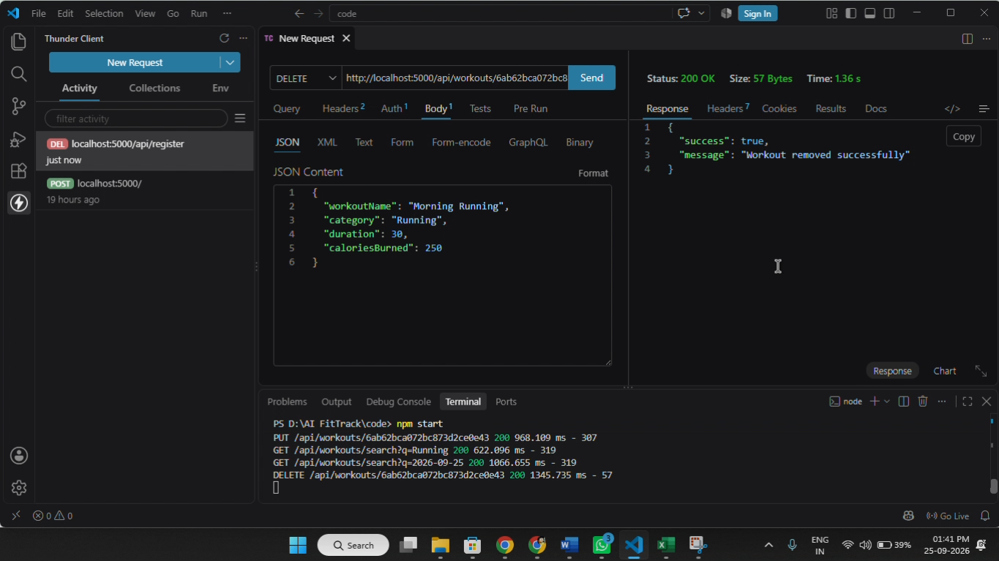 File Edit Selection View Go Run ··· code Sign In
Thunder Client
New Request
Activity Collections Env
filter activity
DEL localhost:5000/api/register
just now
POST localhost:5000/
19 hours ago
TC New Request
DELETE http://localhost:5000/api/workouts/6ab62bca072bc8 Send
Query Headers 2 Auth 1 Body 1 Tests Pre Run
JSON XML Text Form Form-encode GraphQL Binary
JSON Content Format
1 {
2 "workoutName": "Morning Running",
3 "category": "Running",
4 "duration": 30,
5 "caloriesBurned": 250
6 }
Status: 200 OK Size: 57 Bytes Time: 1.36 s
Response Headers 7 Cookies Results Docs </>
Copy
1 {
2 "success": true,
3 "message": "Workout removed successfully"
4 }
Response Chart
Problems Output Debug Console Terminal Ports node
PS D:\AI FitTrack\code> npm start
PUT /api/workouts/6ab62bca072bc873d2ce0e43 200 968.109 ms - 307
GET /api/workouts/search?q=Running 200 622.096 ms - 319
GET /api/workouts/search?q=2026-09-25 200 1066.655 ms - 319
DELETE /api/workouts/6ab62bca072bc873d2ce0e43 200 1345.735 ms - 57
0 0 Go Live
Search 3 ENG 39% 01:41 PM
IN 25-09-2026